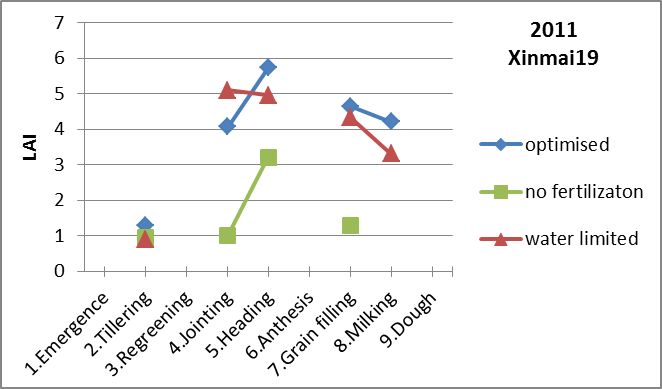 2011
Xinmai19
7
6
5
4
3
2
1
0
LAI
1.Emergence
2.Tillering
3.Regreening
4.Jointing
5.Heading
6.Anthesis
7.Grain filling
8.Milking
9.Dough
optimised
no fertilizaton
water limited